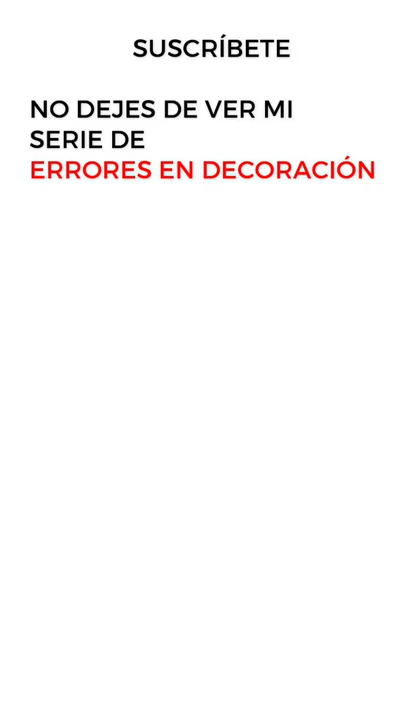 SUSCRÍBETE
NO DEJES DE VER MI
SERIE DE
ERRORES EN DECORACIÓN